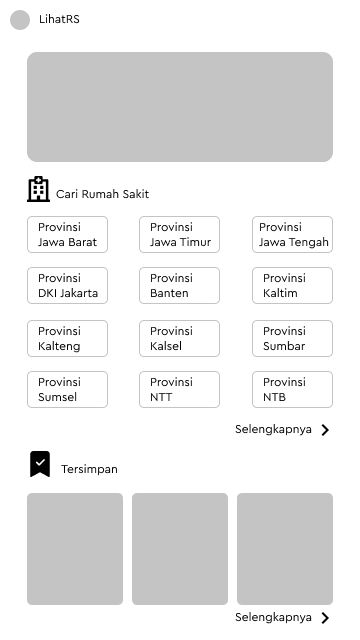 LihatRS
Cari Rumah Sakit
Provinsi
Jawa Barat
Provinsi
Jawa Timur
Provinsi
Jawa Tengah
Provinsi
DKI Jakarta
Provinsi
Banten
Provinsi
Kaltim
Provinsi
Kalteng
Provinsi
Kalsel
Provinsi
Sumbar
Provinsi
Sumsel
Provinsi
NTT
Provinsi
NTB
Selengkapnya
Tersimpan
Selengkapnya